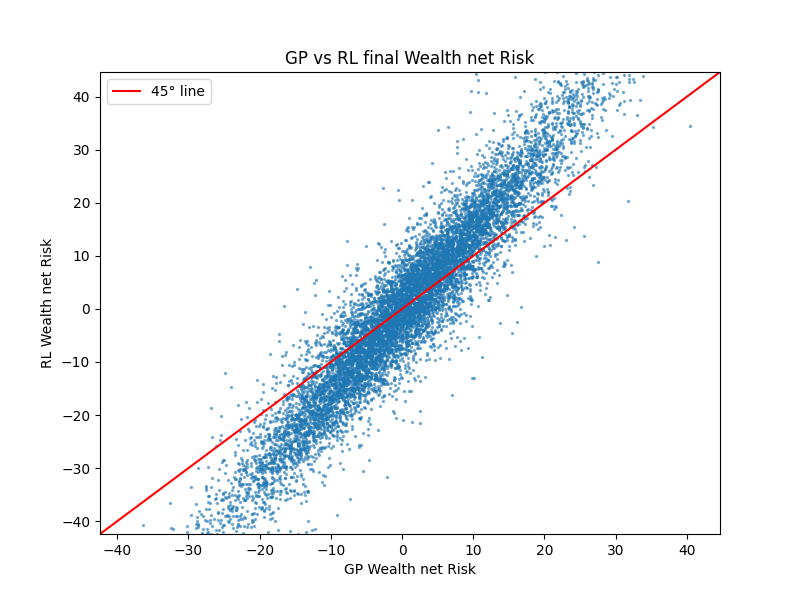 GP vs RL final Wealth net Risk
45° line
RL Wealth net Risk
40
30
20
10
0
−10
−20
−30
−40
−40 −30 −20 −10 0 10 20 30 40
GP Wealth net Risk